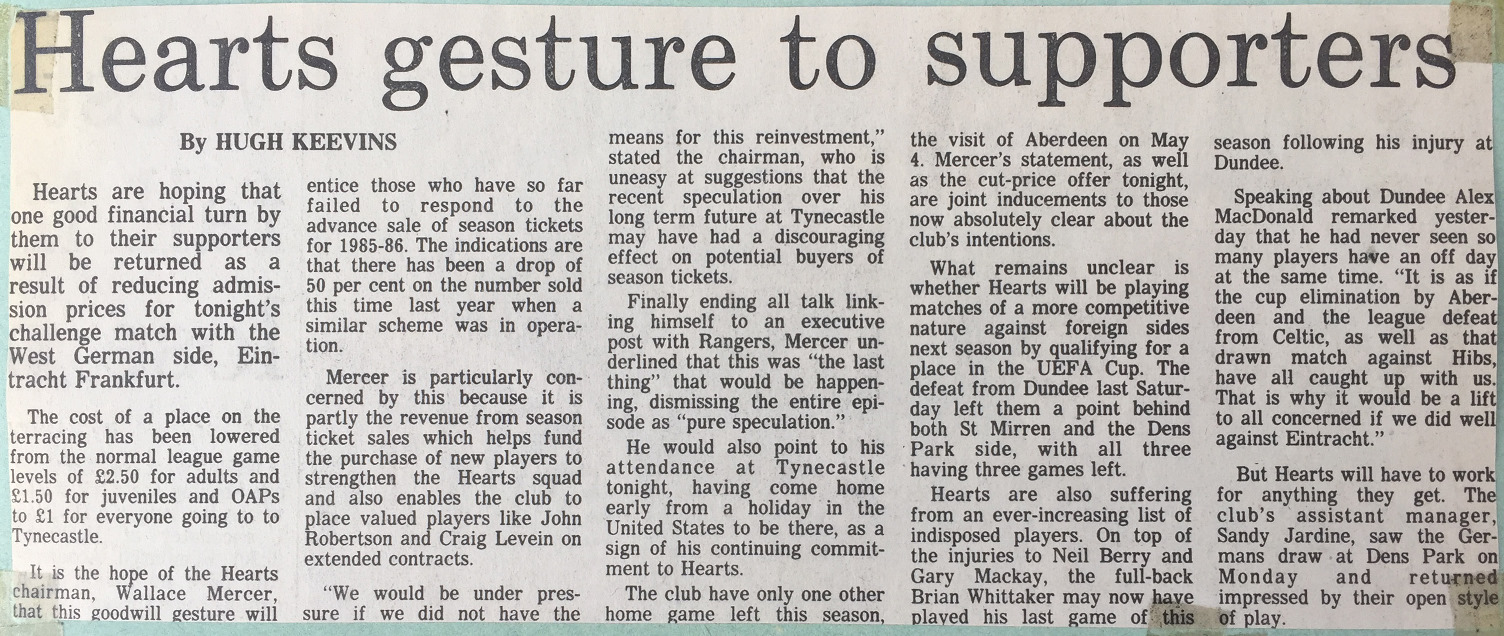 Hearts gesture to supporters
By HUGH KEEVINS
Hearts are hoping that
one good financial turn by
them to their supporters
will be returned as a
result of reducing admis-
sion prices for tonight's
challenge match with the
West German side, Ein-
tracht Frankfurt.
The cost of a place on the
terracing has been lowered
from the normal league game
levels of £2.50 for adults and
£1.50 for juveniles and OAPs
to £1 for everyone going to to
Tynecastle.
It is the hope of the Hearts
chairman, Wallace Mercer,
that this goodwill gesture will
entice those who have so far
failed to respond to the
advance sale of season tickets
for 1985-86. The indications are
that there has been a drop of
50 per cent on the number sold
this time last year when a
similar scheme was in opera-
tion.
Mercer is particularly con-
cerned by this because it is
partly the revenue from season
ticket sales which helps fund
the purchase of new players to
strengthen the Hearts squad
and also enables the club to
place valued players like John
Robertson and Craig Levein on
extended contracts.
"We would be under pres-
sure if we did not have the
means for this reinvestment,"
stated the chairman, who is
uneasy at suggestions that the
recent speculation over his
long term future at Tynecastle
may have had a discouraging
effect on potential buyers of
season tickets.
Finally ending all talk link-
ing himself to an executive
post with Rangers, Mercer un-
derlined that this was "the last
thing" that would be happen-
ing, dismissing the entire epi-
sode as "pure speculation."
He would also point to his
attendance at Tynecastle
tonight, having come home
early from a holiday in the
United States to be there, as a
sign of his continuing commit-
ment to Hearts.
The club have only one other
home game left this season,
the visit of Aberdeen on May
4. Mercer's statement, as well
as the cut-price offer tonight,
are joint inducements to those
now absolutely clear about the
club's intentions.
What remains unclear is
whether Hearts will be playing
matches of a more competitive
nature against foreign sides
next season by qualifying for a
place in the UEFA Cup. The
defeat from Dundee last Satur-
day left them a point behind
both St Mirren and the Dens
Park side, with all three
having three games left.
Hearts are also suffering
from an ever-increasing list of
indisposed players. On top of
the injuries to Neil Berry and
Gary Mackay, the full-back
Brian Whittaker may now have
played his last game of this
season following his injury at
Dundee.
Speaking about Dundee Alex
MacDonald remarked yester-
day that he had never seen so
many players have an off day
at the same time. "It is as if
the cup elimination by Aber-
deen and the league defeat
from Celtic, as well as that
drawn match against Hibs,
have all caught up with us.
That is why it would be a lift
to all concerned if we did well
against Eintracht."
But Hearts will have to work
for anything they get. The
club's assistant manager,
Sandy Jardine, saw the Ger-
mans draw at Dens Park on
Monday and returned
impressed by their open style
of play.